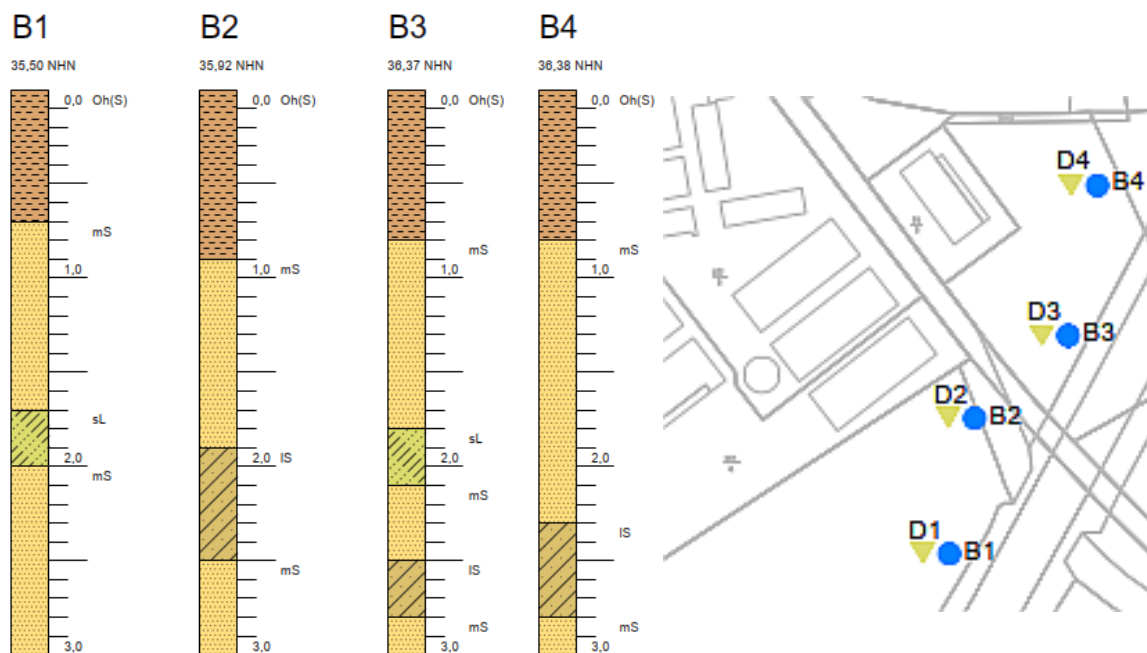 B1
35,50 NHN
0,0 Oh(S)
mS
1,0
sL
2,0
mS
3,0
B2
35,92 NHN
0,0 Oh(S)
1,0 mS
2,0 lS
mS
3,0
B3
36,37 NHN
0,0 Oh(S)
mS
1,0
sL
2,0
mS
lS
mS
3,0
B4
36,38 NHN
0,0 Oh(S)
mS
1,0
2,0
lS
mS
3,0
D4
B4
D3
B3
D2
B2
D1
B1